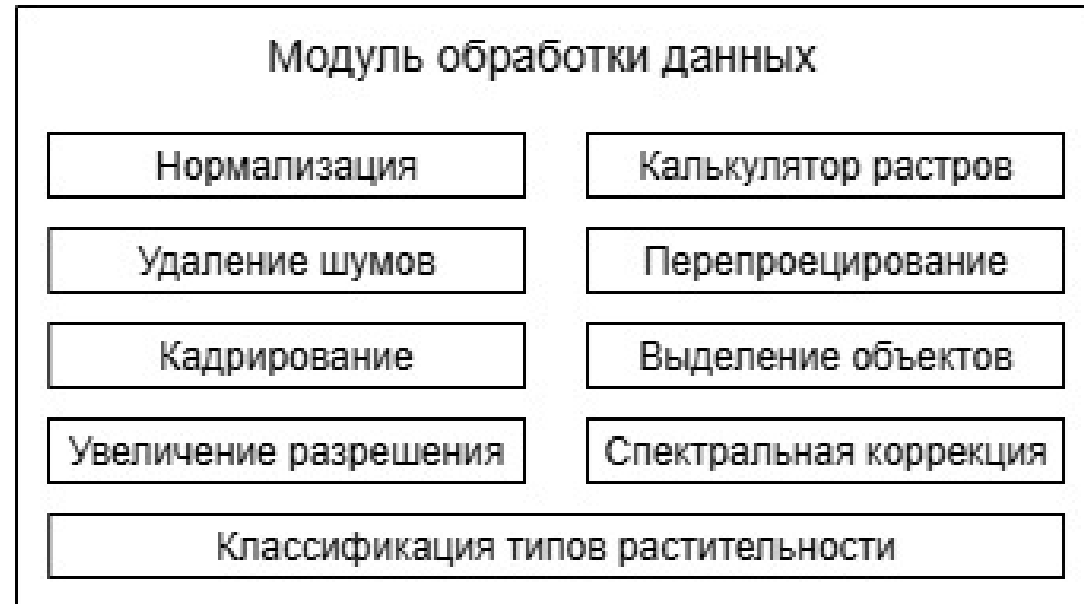 Модуль обработки данных
Нормализация
Калькулятор растров
Удаление шумов
Перепроецирование
Кадрирование
Выделение объектов
Увеличение разрешения
Спектральная коррекция
Классификация типов растительности